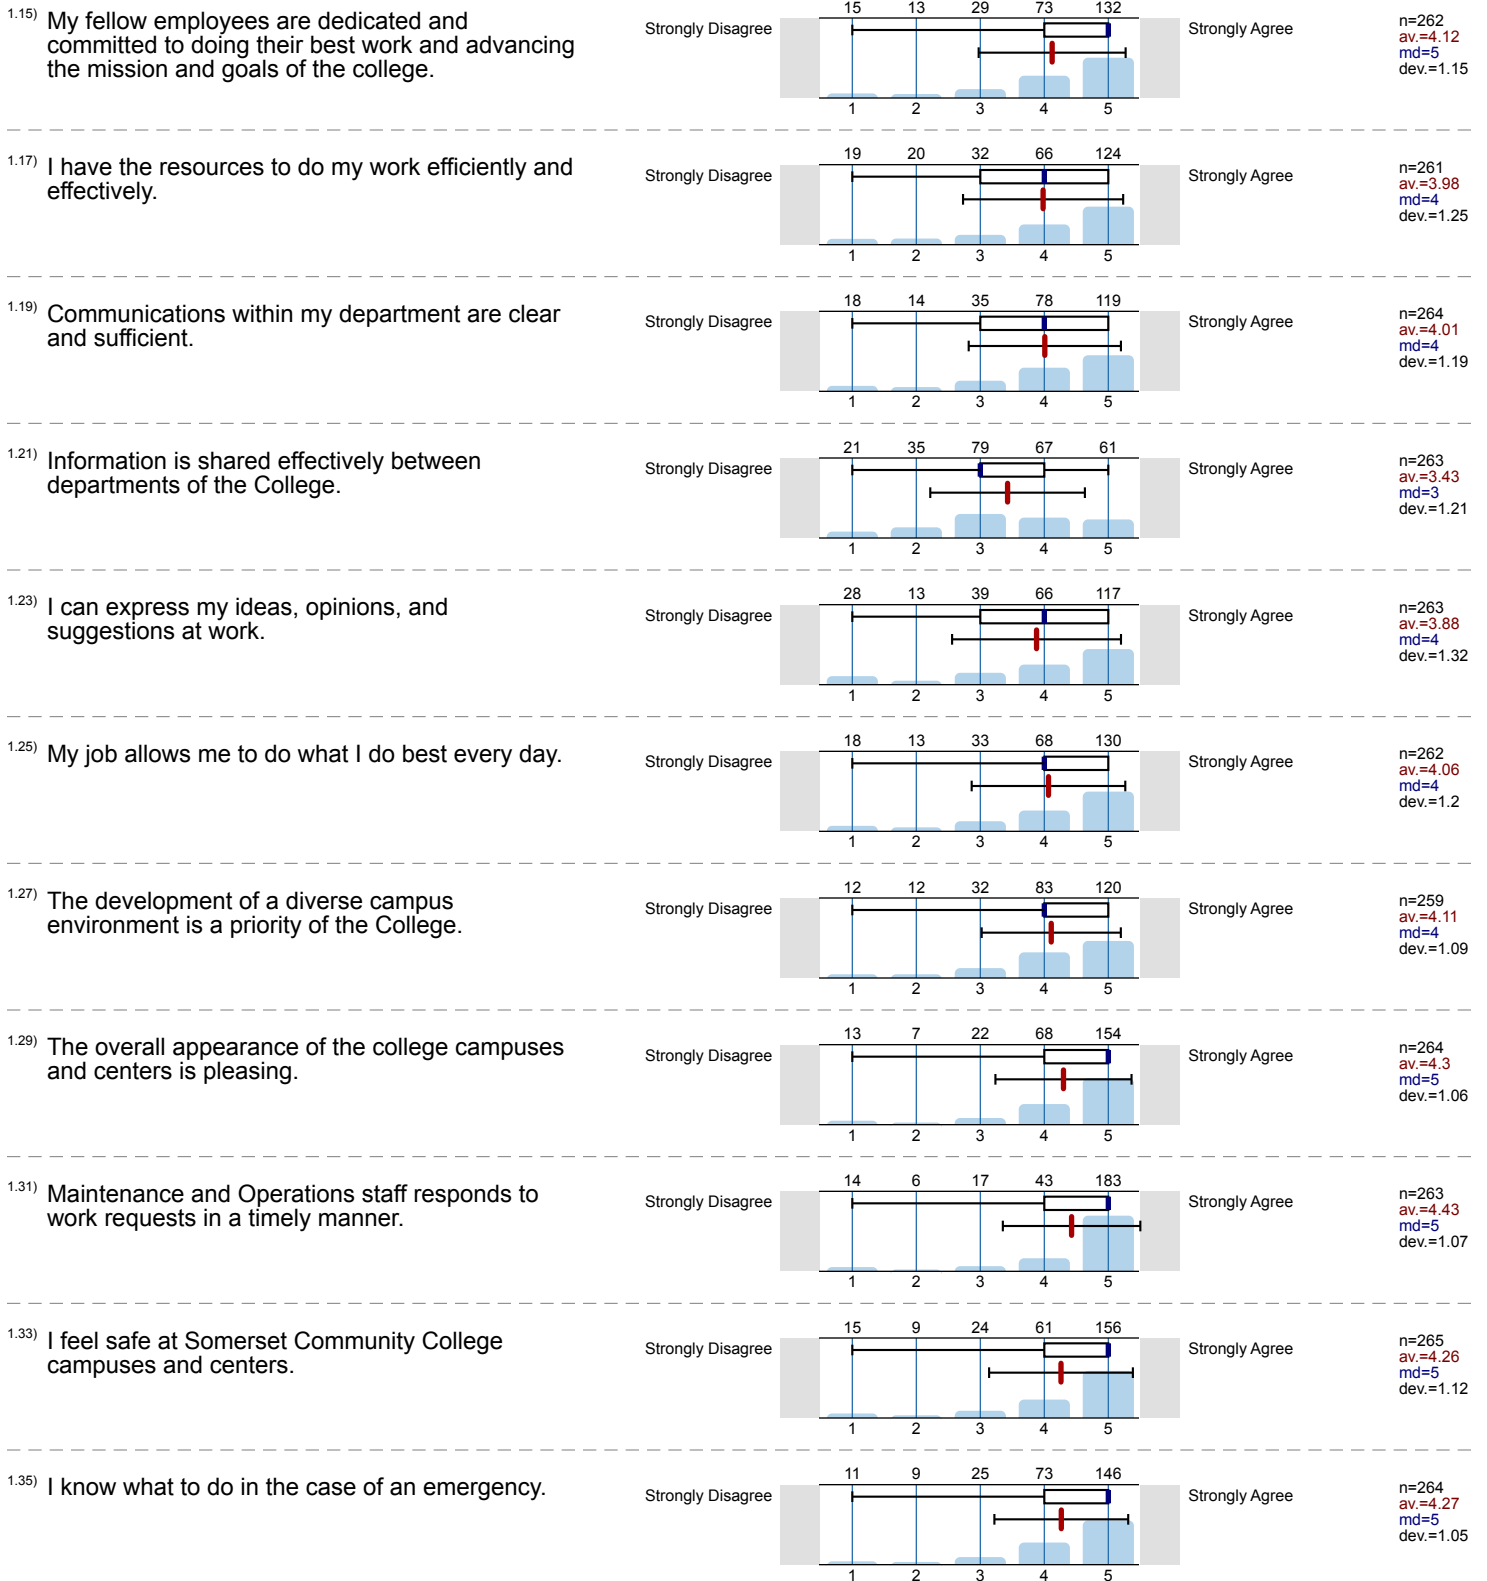 1.15) My fellow employees are dedicated and
committed to doing their best work and advancing
the mission and goals of the college.
Strongly Disagree
15 13 29 73 132
1 2 3 4 5
Strongly Agree
n=262
av.=4.12
md=5
dev.=1.15
1.17) I have the resources to do my work efficiently and
effectively.
Strongly Disagree
19 20 32 66 124
1 2 3 4 5
Strongly Agree
n=261
av.=3.98
md=4
dev.=1.25
1.19) Communications within my department are clear
and sufficient.
Strongly Disagree
18 14 35 78 119
1 2 3 4 5
Strongly Agree
n=264
av.=4.01
md=4
dev.=1.19
1.21) Information is shared effectively between
departments of the College.
Strongly Disagree
21 35 79 67 61
1 2 3 4 5
Strongly Agree
n=263
av.=3.43
md=3
dev.=1.21
1.23) I can express my ideas, opinions, and
suggestions at work.
Strongly Disagree
28 13 39 66 117
1 2 3 4 5
Strongly Agree
n=263
av.=3.88
md=4
dev.=1.32
1.25) My job allows me to do what I do best every day.
Strongly Disagree
18 13 33 68 130
1 2 3 4 5
Strongly Agree
n=262
av.=4.06
md=4
dev.=1.2
1.27) The development of a diverse campus
environment is a priority of the College.
Strongly Disagree
12 12 32 83 120
1 2 3 4 5
Strongly Agree
n=259
av.=4.11
md=4
dev.=1.09
1.29) The overall appearance of the college campuses
and centers is pleasing.
Strongly Disagree
13 7 22 68 154
1 2 3 4 5
Strongly Agree
n=264
av.=4.3
md=5
dev.=1.06
1.31) Maintenance and Operations staff responds to
work requests in a timely manner.
Strongly Disagree
14 6 17 43 183
1 2 3 4 5
Strongly Agree
n=263
av.=4.43
md=5
dev.=1.07
1.33) I feel safe at Somerset Community College
campuses and centers.
Strongly Disagree
15 9 24 61 156
1 2 3 4 5
Strongly Agree
n=265
av.=4.26
md=5
dev.=1.12
1.35) I know what to do in the case of an emergency.
Strongly Disagree
11 9 25 73 146
1 2 3 4 5
Strongly Agree
n=264
av.=4.27
md=5
dev.=1.05